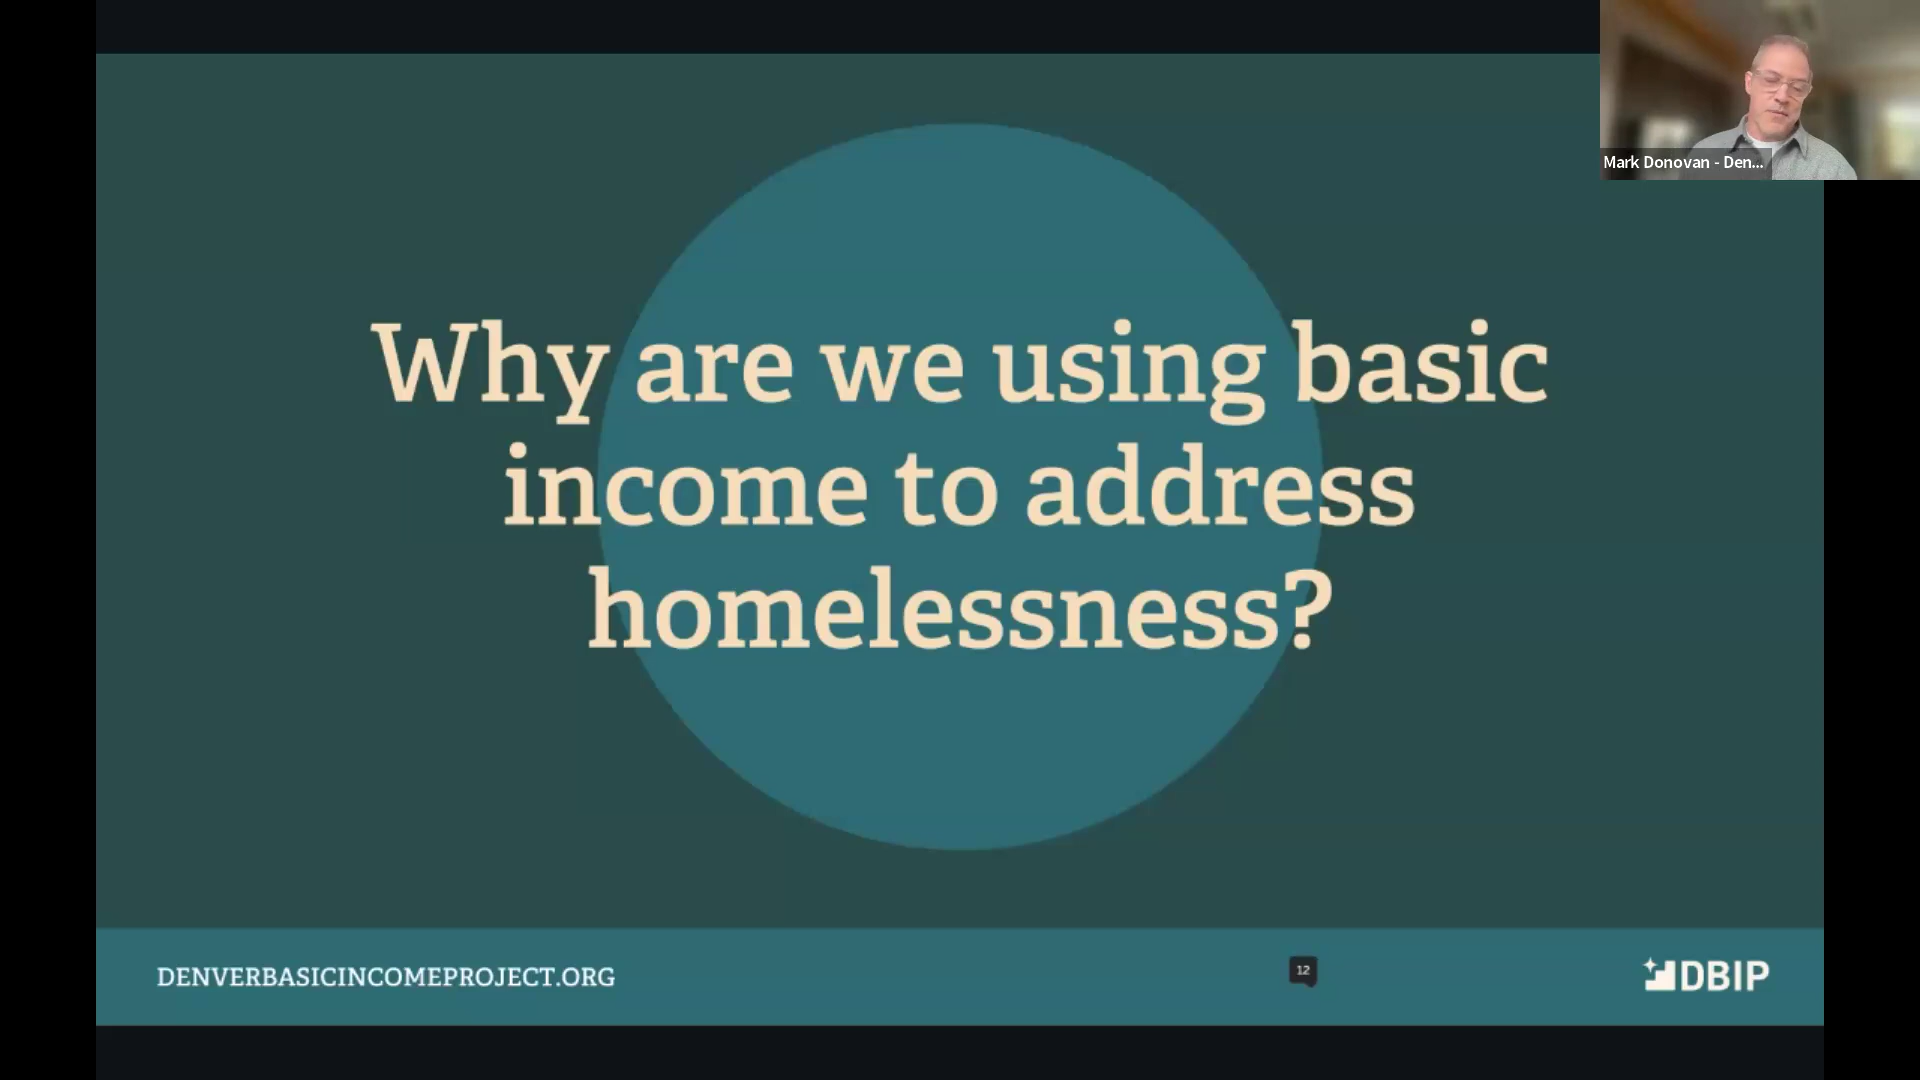 Mark Donovan - Den...
Why are we using basic
income to address
homelessness?
DENVERBASICINCOMEPROJECT.ORG
12
DBIP